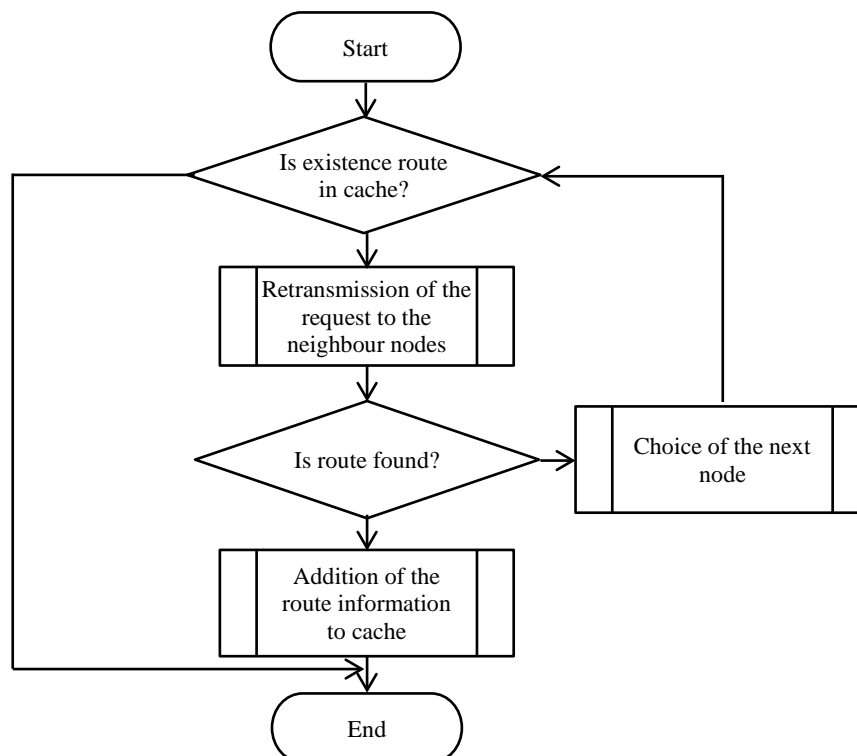 Start
Is existence route
in cache?
Retransmission of the
request to the
neighbour nodes
Is route found?
Choice of the next
node
Addition of the
route information
to cache
End